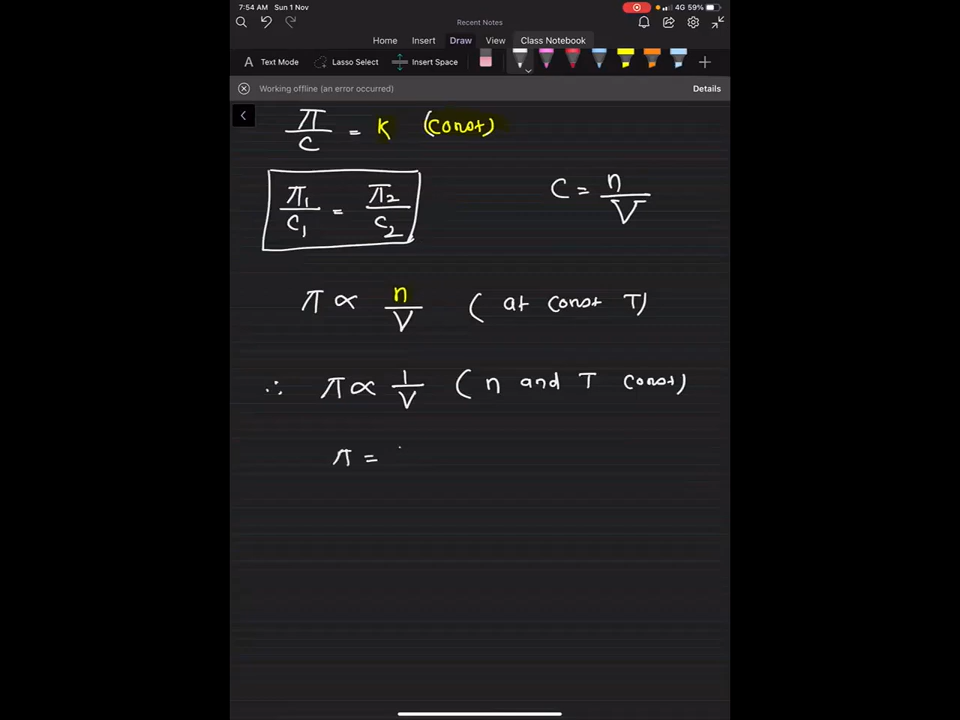 7:54 AM Sun 1 Nov 4G 59%
Recent Notes
Home Insert Draw View Class Notebook
Text Mode Lasso Select Insert Space
Working offline (an error occurred) Details
π/C = K (const)
π₁/C₁ = π₂/C₂ C = n/V
π ∝ n/V (at const T)
∴ π ∝ 1/V (n and T const)
π =